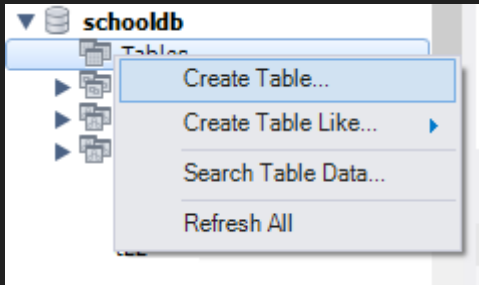 schooldb
Tables
Create Table...
Create Table Like...
Search Table Data...
Refresh All